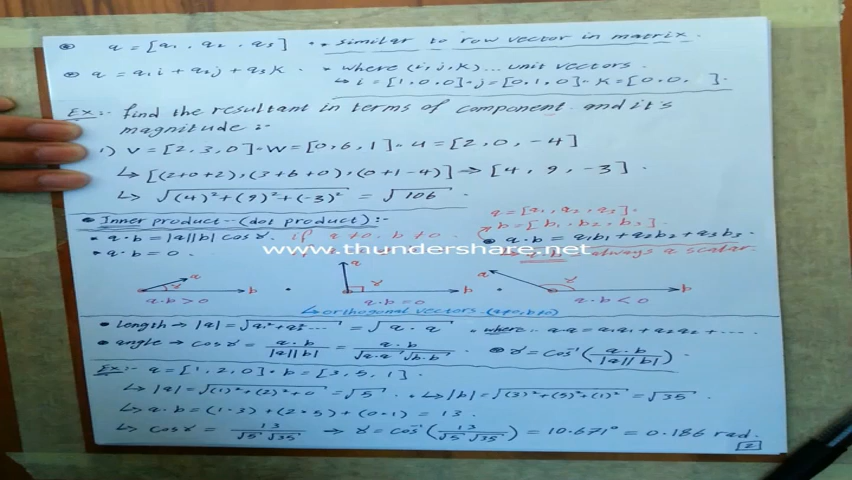 • a = [a₁, a₂, a₃] • similar to row vector in matrix.
• a = a₁i + a₂j + a₃k • where (i,j,k)... unit vectors
↳ i = [1,0,0], j = [0,1,0], k = [0,0, ].
Ex:- find the resultant in terms of component and it's
magnitude:-
1) V = [2,3,0], W = [0,6,1], u = [2,0,-4]
↳ [(2+0+2),(3+6+0),(0+1-4)] → [4, 9, -3].
↳ √(4)²+(9)²+(-3)² = √106.
• Inner product--(dot product):-
a = [a₁, a₂, a₃].
b = [b₁, b₂, b₃].
• a·b = |a||b| cos γ. if a≠0, b≠0. • a·b = a₁b₁ + a₂b₂ + a₃b₃.
www.thundershare.net
• a·b = 0. always a scalar.
a γ b a γ b a γ b
a·b > 0 • a·b = 0 • a·b < 0
↳ orthogonal vectors (a≠0, b≠0)
• Length → |a| = √a₁²+a₂²... = √a·a, where: a·a = a₁a₁ + a₂a₂ + ....
• angle → cos γ = a·b / |a||b| = a·b / √a·a √b·b • γ = cos⁻¹(a·b / |a||b|).
Ex:- a = [1,2,0], b = [3,5,1].
↳ |a| = √(1)²+(2)²+0 = √5. ↳ |b| = √(3)²+(5)²+(1)² = √35.
↳ a·b = (1·3)+(2·5)+(0·1) = 13.
↳ cos γ = 13 / √5 √35 → γ = cos⁻¹(13 / √5 √35) = 10.671° = 0.186 rad.
2